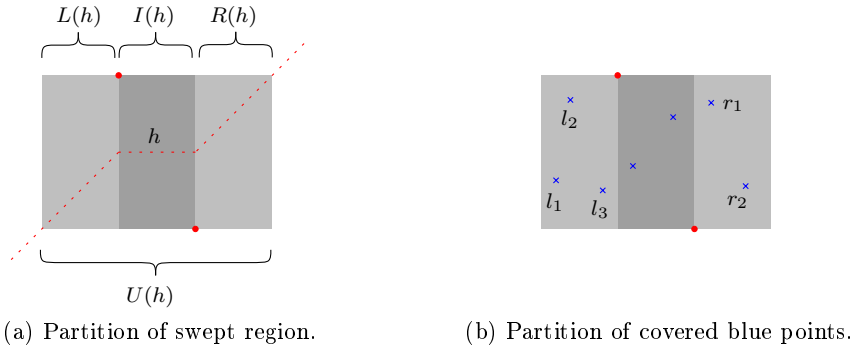 L(h) I(h) R(h)
h
U(h)
(a) Partition of swept region.
r₁
l₂
l₁
l₃
r₂
(b) Partition of covered blue points.